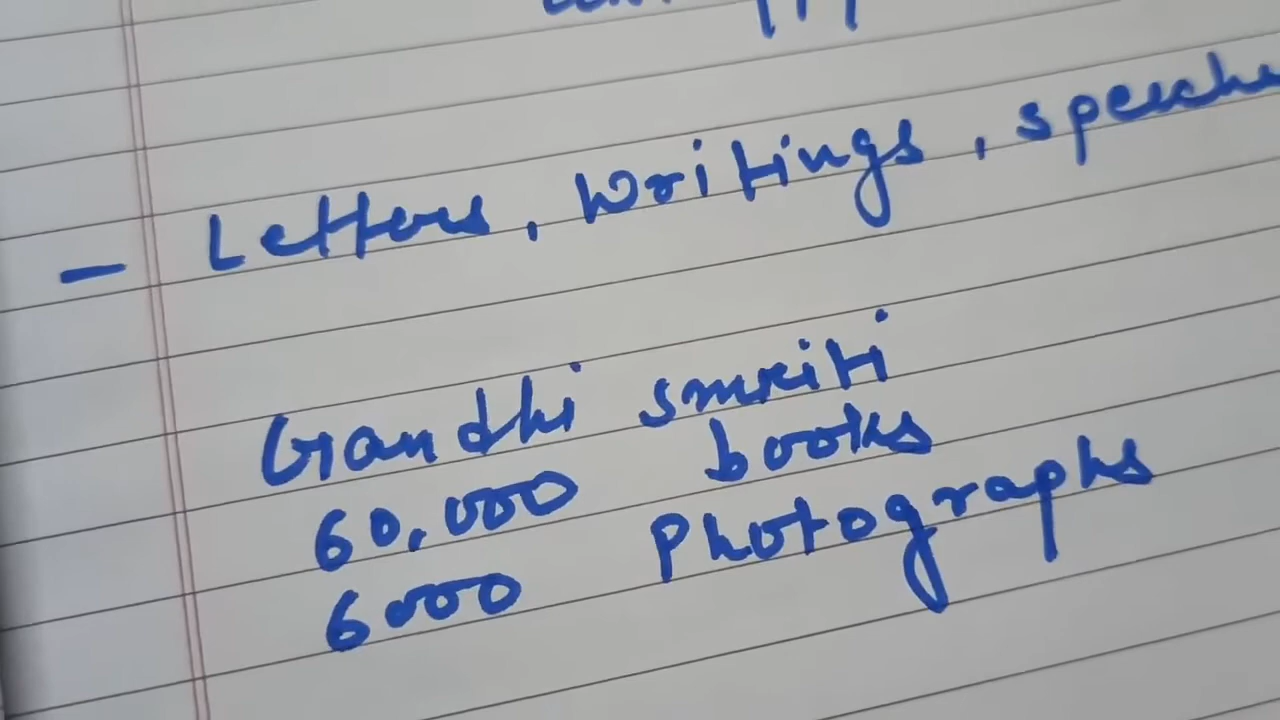 - Letters, Writings, speeche
Gandhi smriti
60,000 books
6000 Photographs